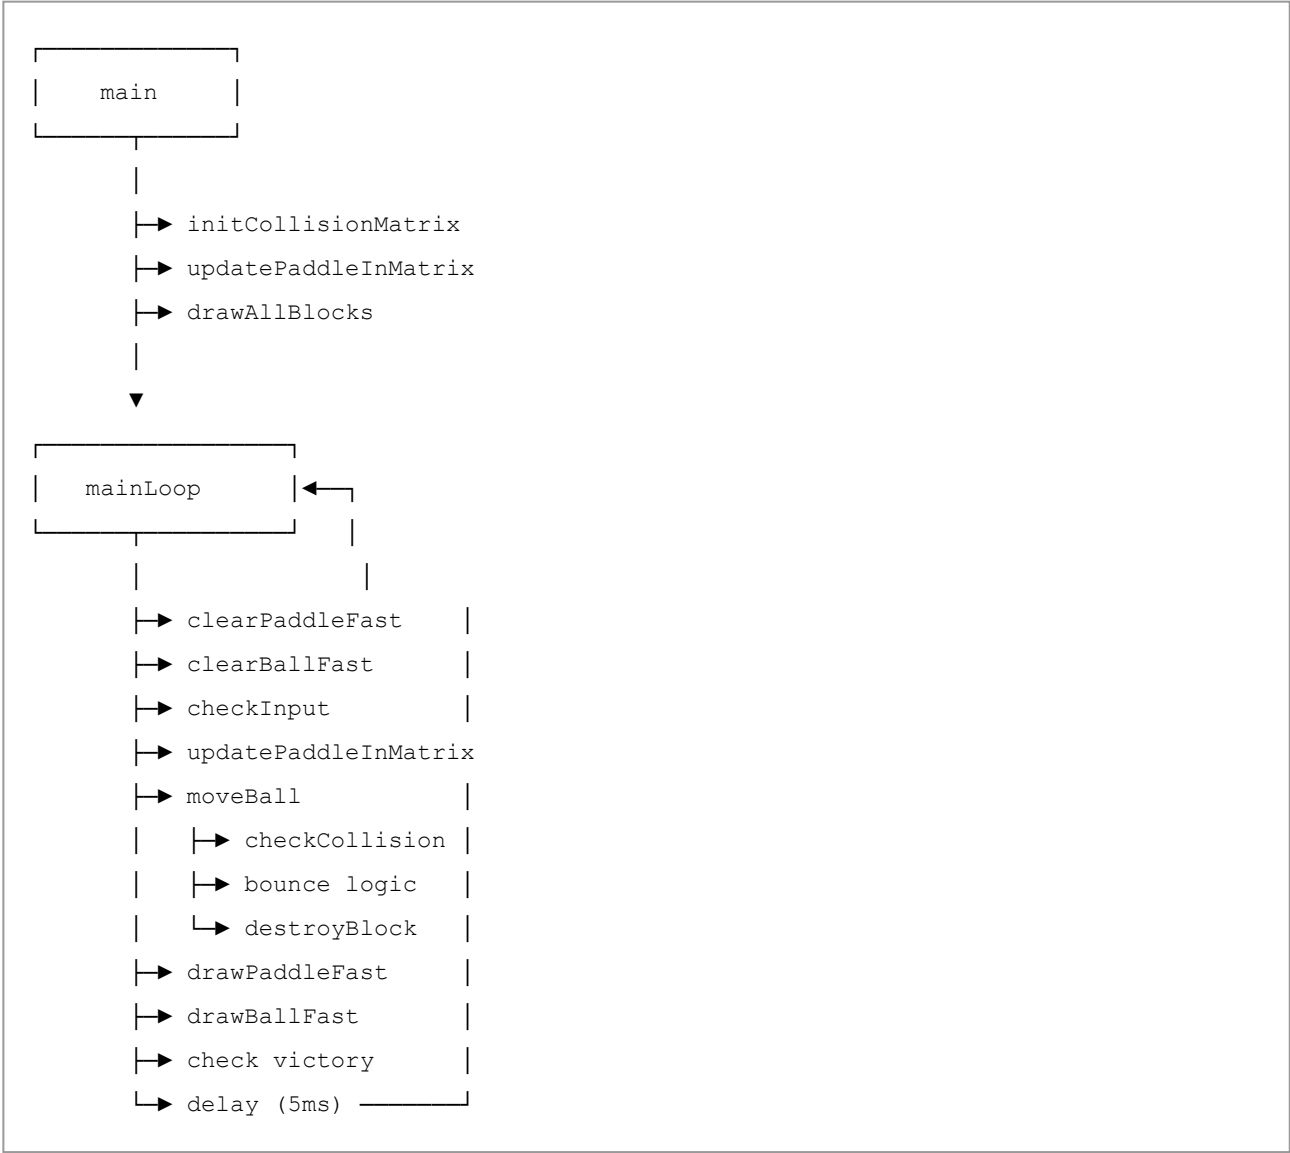 main
initCollisionMatrix
updatePaddleInMatrix
drawAllBlocks
mainLoop
clearPaddleFast
clearBallFast
checkInput
updatePaddleInMatrix
moveBall
checkCollision
bounce logic
destroyBlock
drawPaddleFast
drawBallFast
check victory
delay (5ms)